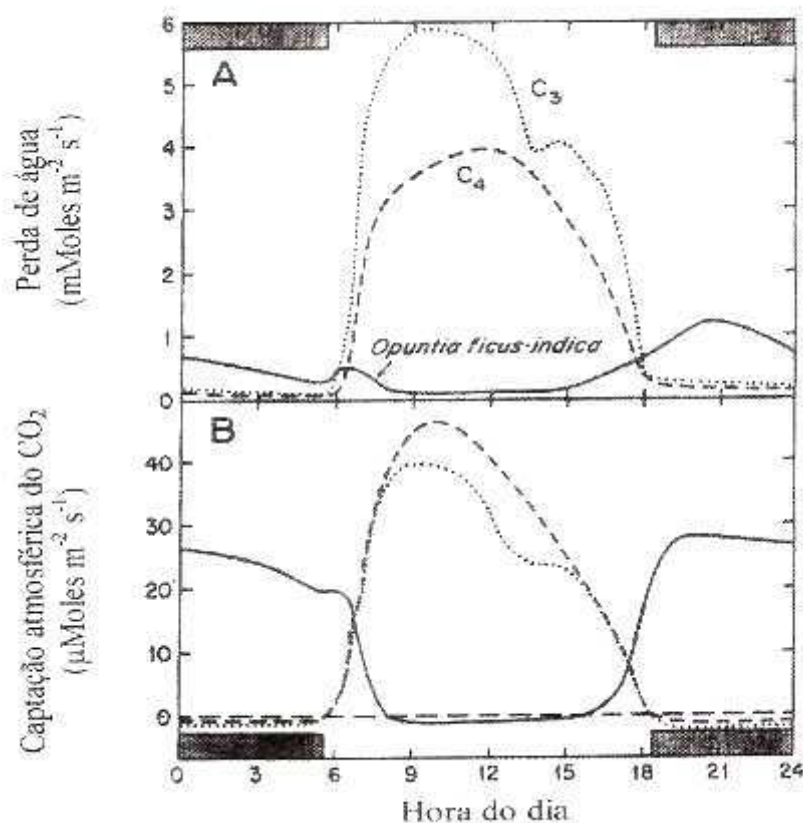 Perda de água
(mMoles m⁻² s⁻¹)
6
5
4
3
2
1
0
A
C₃
C₄
Opuntia ficus-indica
Captação atmosférica do CO₂
(µMoles m⁻² s⁻¹)
40
30
20
10
0
B
0 3 6 9 12 15 18 21 24
Hora do dia